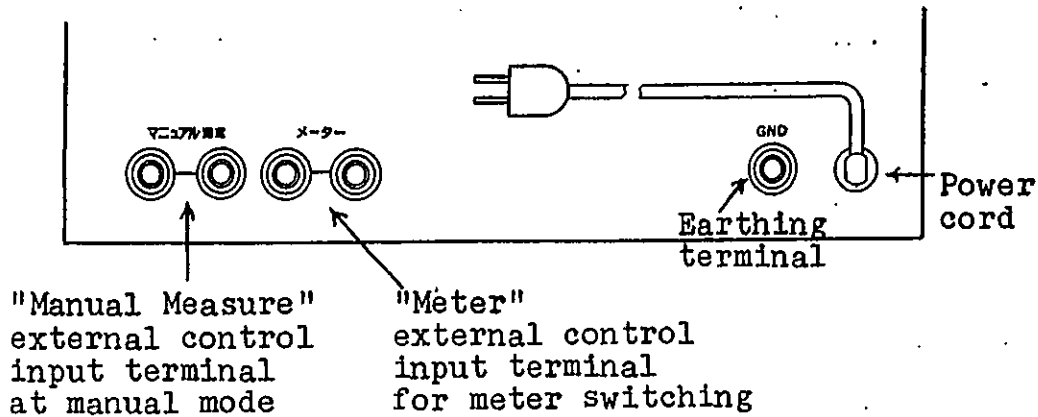 マニュアル測定
メーター
GND
Power
cord
Earthing
terminal
"Manual Measure"
external control
input terminal
at manual mode
"Meter"
external control
input terminal
for meter switching